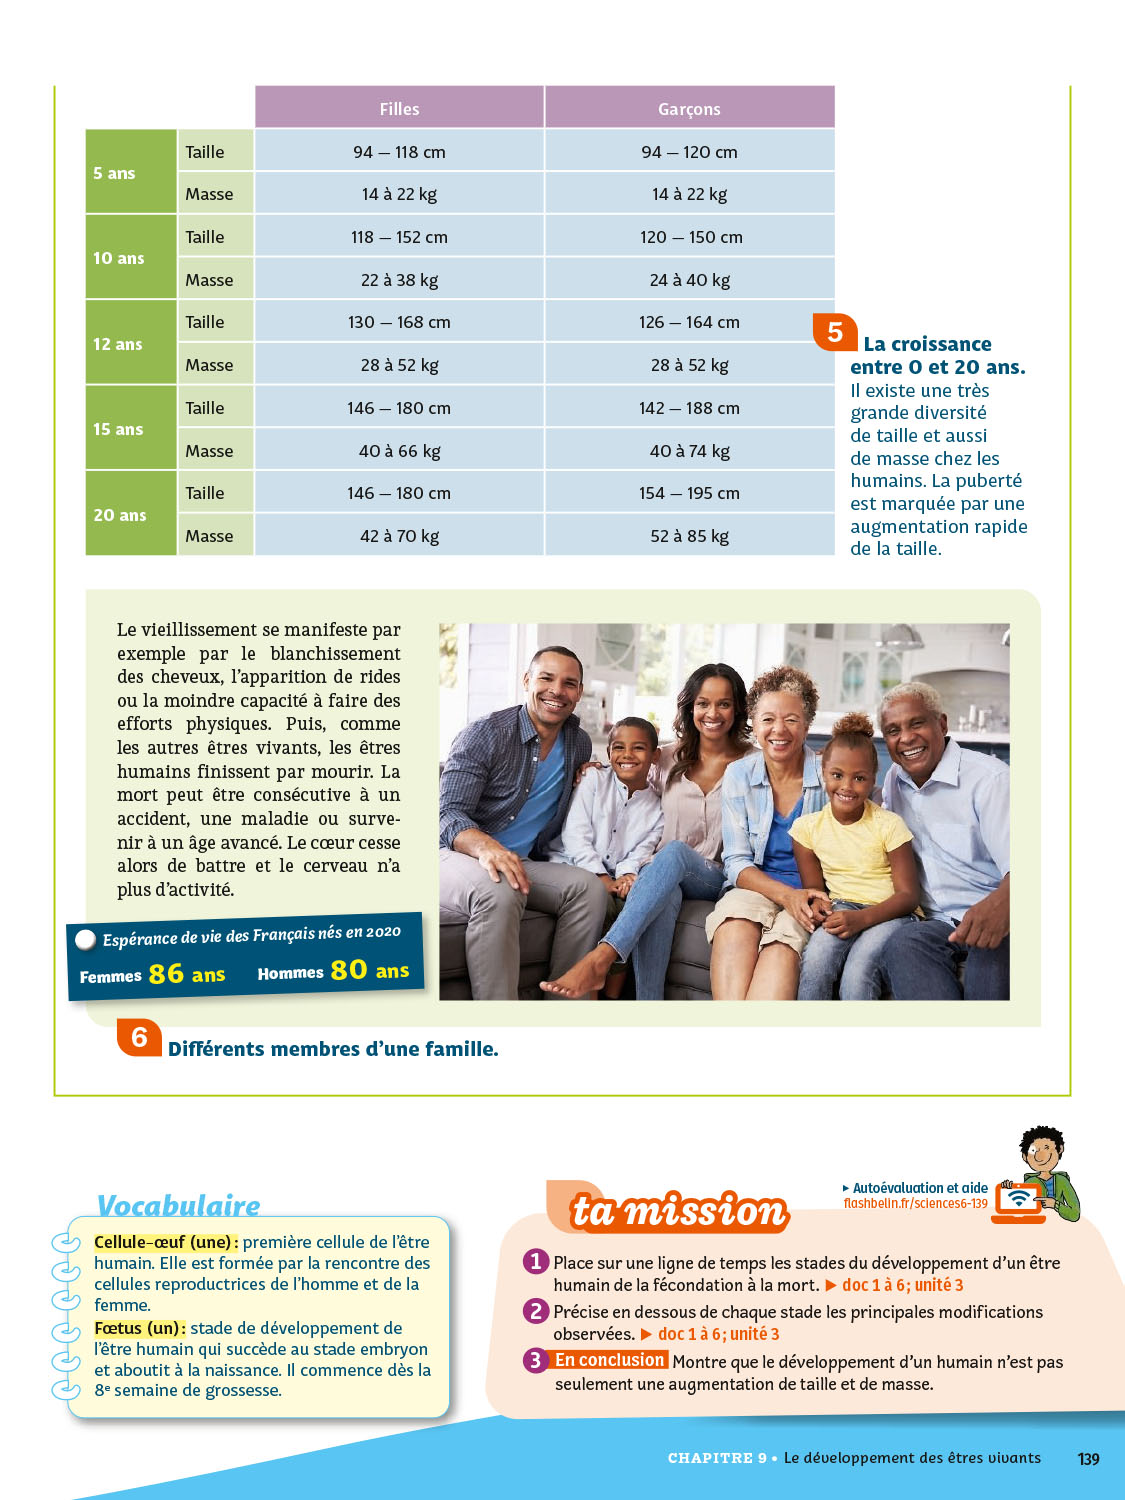 Filles Garçons
5 ans Taille 94 – 118 cm 94 – 120 cm
Masse 14 à 22 kg 14 à 22 kg
10 ans Taille 118 – 152 cm 120 – 150 cm
Masse 22 à 38 kg 24 à 40 kg
12 ans Taille 130 – 168 cm 126 – 164 cm
Masse 28 à 52 kg 28 à 52 kg
15 ans Taille 146 – 180 cm 142 – 188 cm
Masse 40 à 66 kg 40 à 74 kg
20 ans Taille 146 – 180 cm 154 – 195 cm
Masse 42 à 70 kg 52 à 85 kg
5 La croissance
entre 0 et 20 ans.
Il existe une très
grande diversité
de taille et aussi
de masse chez les
humains. La puberté
est marquée par une
augmentation rapide
de la taille.
Le vieillissement se manifeste par
exemple par le blanchissement
des cheveux, l'apparition de rides
ou la moindre capacité à faire des
efforts physiques. Puis, comme
les autres êtres vivants, les êtres
humains finissent par mourir. La
mort peut être consécutive à un
accident, une maladie ou surve-
nir à un âge avancé. Le cœur cesse
alors de battre et le cerveau n'a
plus d'activité.
Espérance de vie des Français nés en 2020
Femmes 86 ans Hommes 80 ans
6 Différents membres d'une famille.
Vocabulaire
Cellule-œuf (une) : première cellule de l'être
humain. Elle est formée par la rencontre des
cellules reproductrices de l'homme et de la
femme.
Fœtus (un) : stade de développement de
l'être humain qui succède au stade embryon
et aboutit à la naissance. Il commence dès la
8e semaine de grossesse.
ta mission
▸ Autoévaluation et aide
flashbelin.fr/sciences6-139
1 Place sur une ligne de temps les stades du développement d'un être
humain de la fécondation à la mort. ▶ doc 1 à 6 ; unité 3
2 Précise en dessous de chaque stade les principales modifications
observées. ▶ doc 1 à 6 ; unité 3
3 En conclusion Montre que le développement d'un humain n'est pas
seulement une augmentation de taille et de masse.
CHAPITRE 9 • Le développement des êtres vivants 139